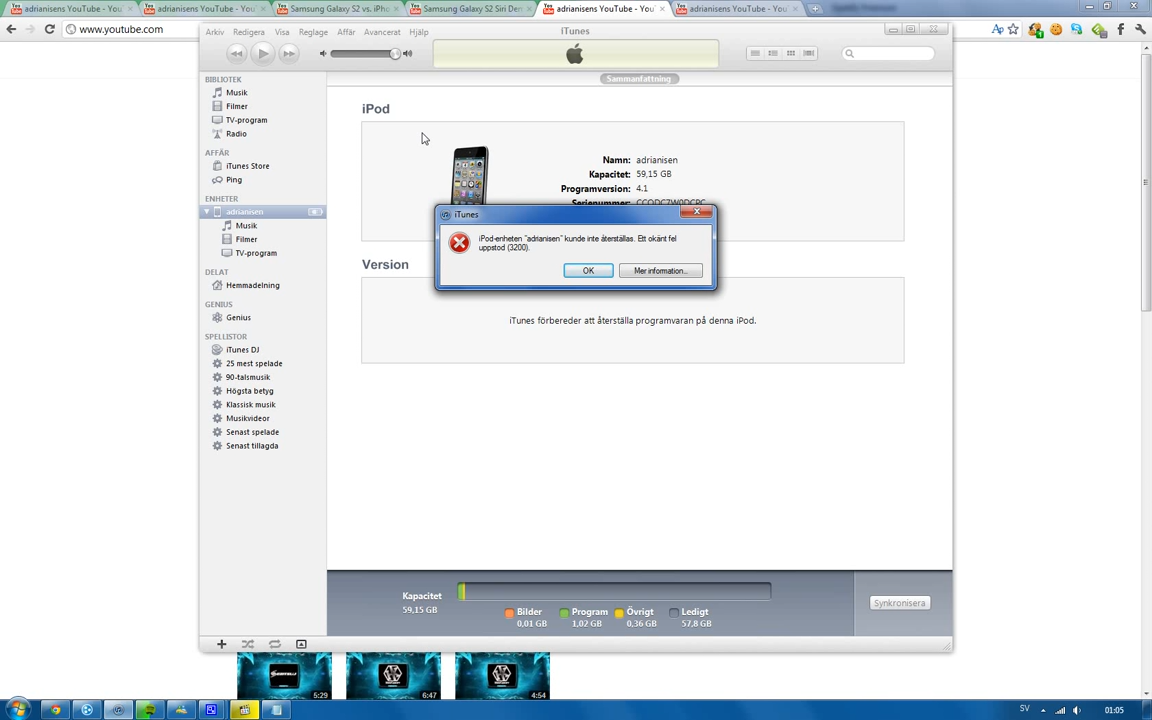 adrianisens YouTube - You
adrianisens YouTube - You
Samsung Galaxy S2 vs. iPho
Samsung Galaxy S2 Siri Den
adrianisens YouTube - You
adrianisens YouTube - You
www.youtube.com
Arkiv Redigera Visa Reglage Affär Avancerat Hjälp
iTunes
Sammanfattning
BIBLIOTEK
Musik
Filmer
TV-program
Radio
AFFÄR
iTunes Store
Ping
ENHETER
adrianisen
Musik
Filmer
TV-program
DELAT
Hemmadelning
GENIUS
Genius
SPELLISTOR
iTunes DJ
25 mest spelade
90-talsmusik
Högsta betyg
Klassisk musik
Musikvideor
Senast spelade
Senast tillagda
iPod
Namn: adrianisen
Kapacitet: 59,15 GB
Programversion: 4.1
iTunes
iPod-enheten "adrianisen" kunde inte återställas. Ett okänt fel
uppstod (3200).
OK
Mer information...
Version
iTunes förbereder att återställa programvaran på denna iPod.
Kapacitet
59,15 GB
Bilder
0,01 GB
Program
1,02 GB
Övrigt
0,36 GB
Ledigt
57,8 GB
Synkronisera
5:29
6:47
4:54
SV
01:05